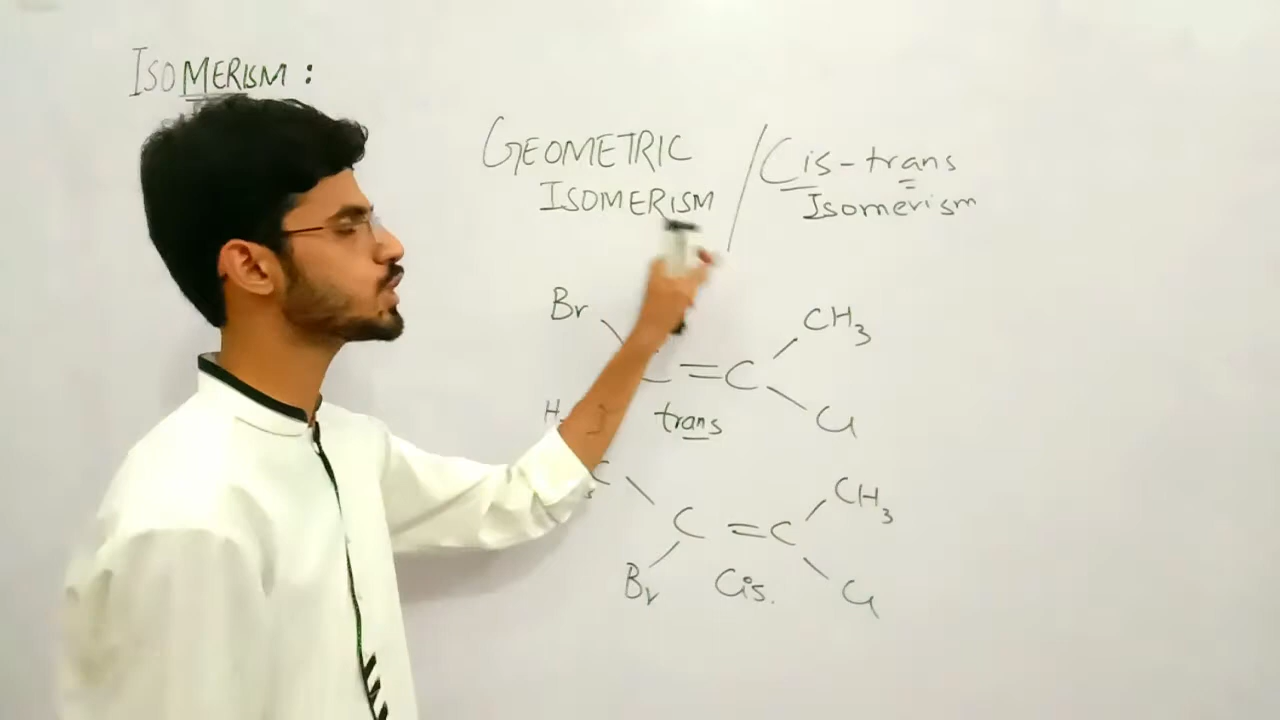 ISOMERISM :
GEOMETRIC / Cis-trans
ISOMERISM Isomerism
Br CH3
= C
trans Cl
CH3
C = C
Br Cis. Cl